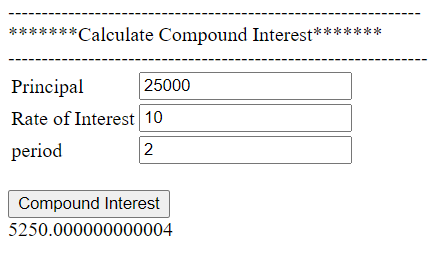 -----------------------------------------------------------------------
*******Calculate Compound Interest*******
------------------------------------------------------------------------
Principal 25000
Rate of Interest 10
period 2
Compound Interest
5250.000000000004